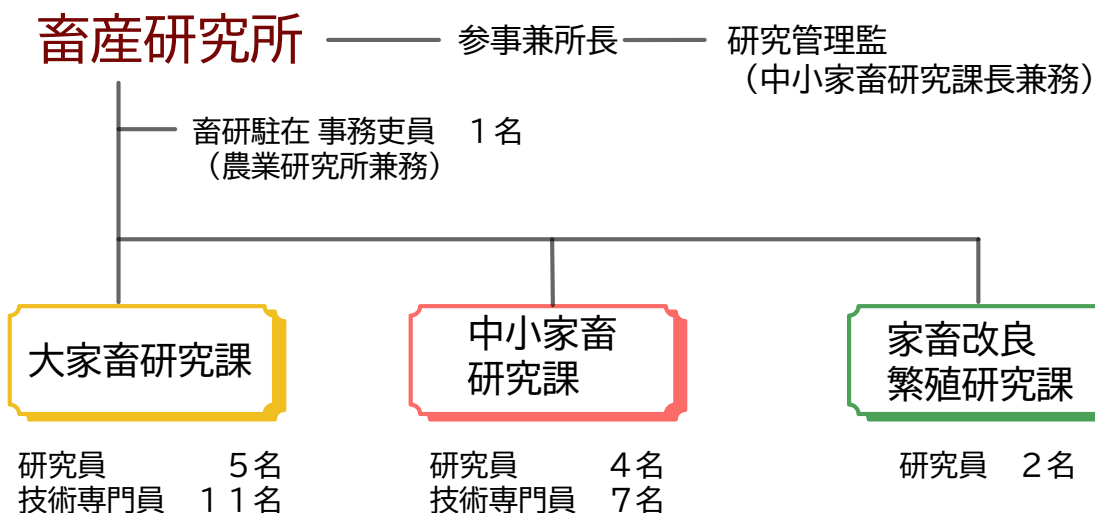 畜産研究所
参事兼所長
研究管理監
（中小家畜研究課長兼務）
畜研駐在 事務吏員　１名
（農業研究所兼務）
大家畜研究課
研究員　５名
技術専門員　１１名
中小家畜
研究課
研究員　４名
技術専門員　７名
家畜改良
繁殖研究課
研究員　２名